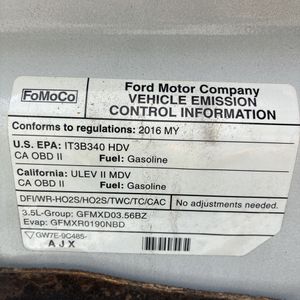 FoMoCo
Ford Motor Company
VEHICLE EMISSION
CONTROL INFORMATION
Conforms to regulations: 2016 MY
U.S. EPA: IT3B340 HDV
CA OBD II Fuel: Gasoline
California: ULEV II MDV
CA OBD II Fuel: Gasoline
DFI/WR-HO2S/HO2S/TWC/TC/CAC
No adjustments needed.
3.5L-Group: GFMXD03.56BZ
Evap: GFMXR0190NBD
GW7E-9C485-
AJX